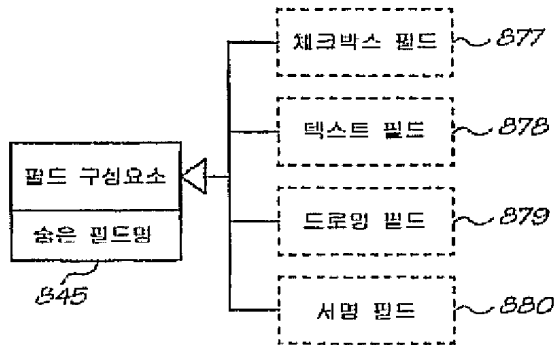 체크박스 필드
877
텍스트 필드
878
필드 구성요소
숨은 필드명
845
드로잉 필드
879
서명 필드
880